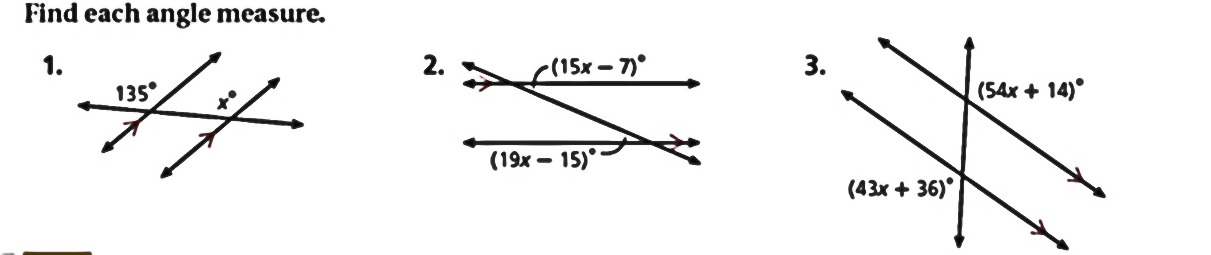 Find each angle measure.
1.
135°
x°
2.
(15x − 7)°
(19x − 15)°
3.
(54x + 14)°
(43x + 36)°